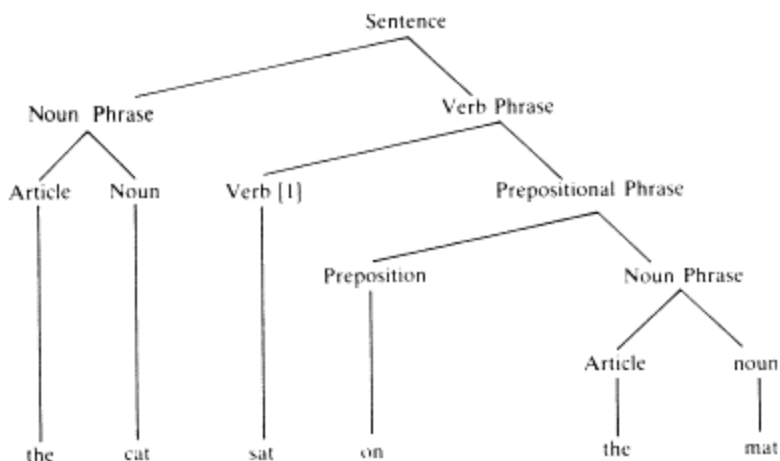 Sentence
Noun Phrase Verb Phrase
Article Noun Verb [1] Prepositional Phrase
Preposition Noun Phrase
Article noun
the cat sat on the mat